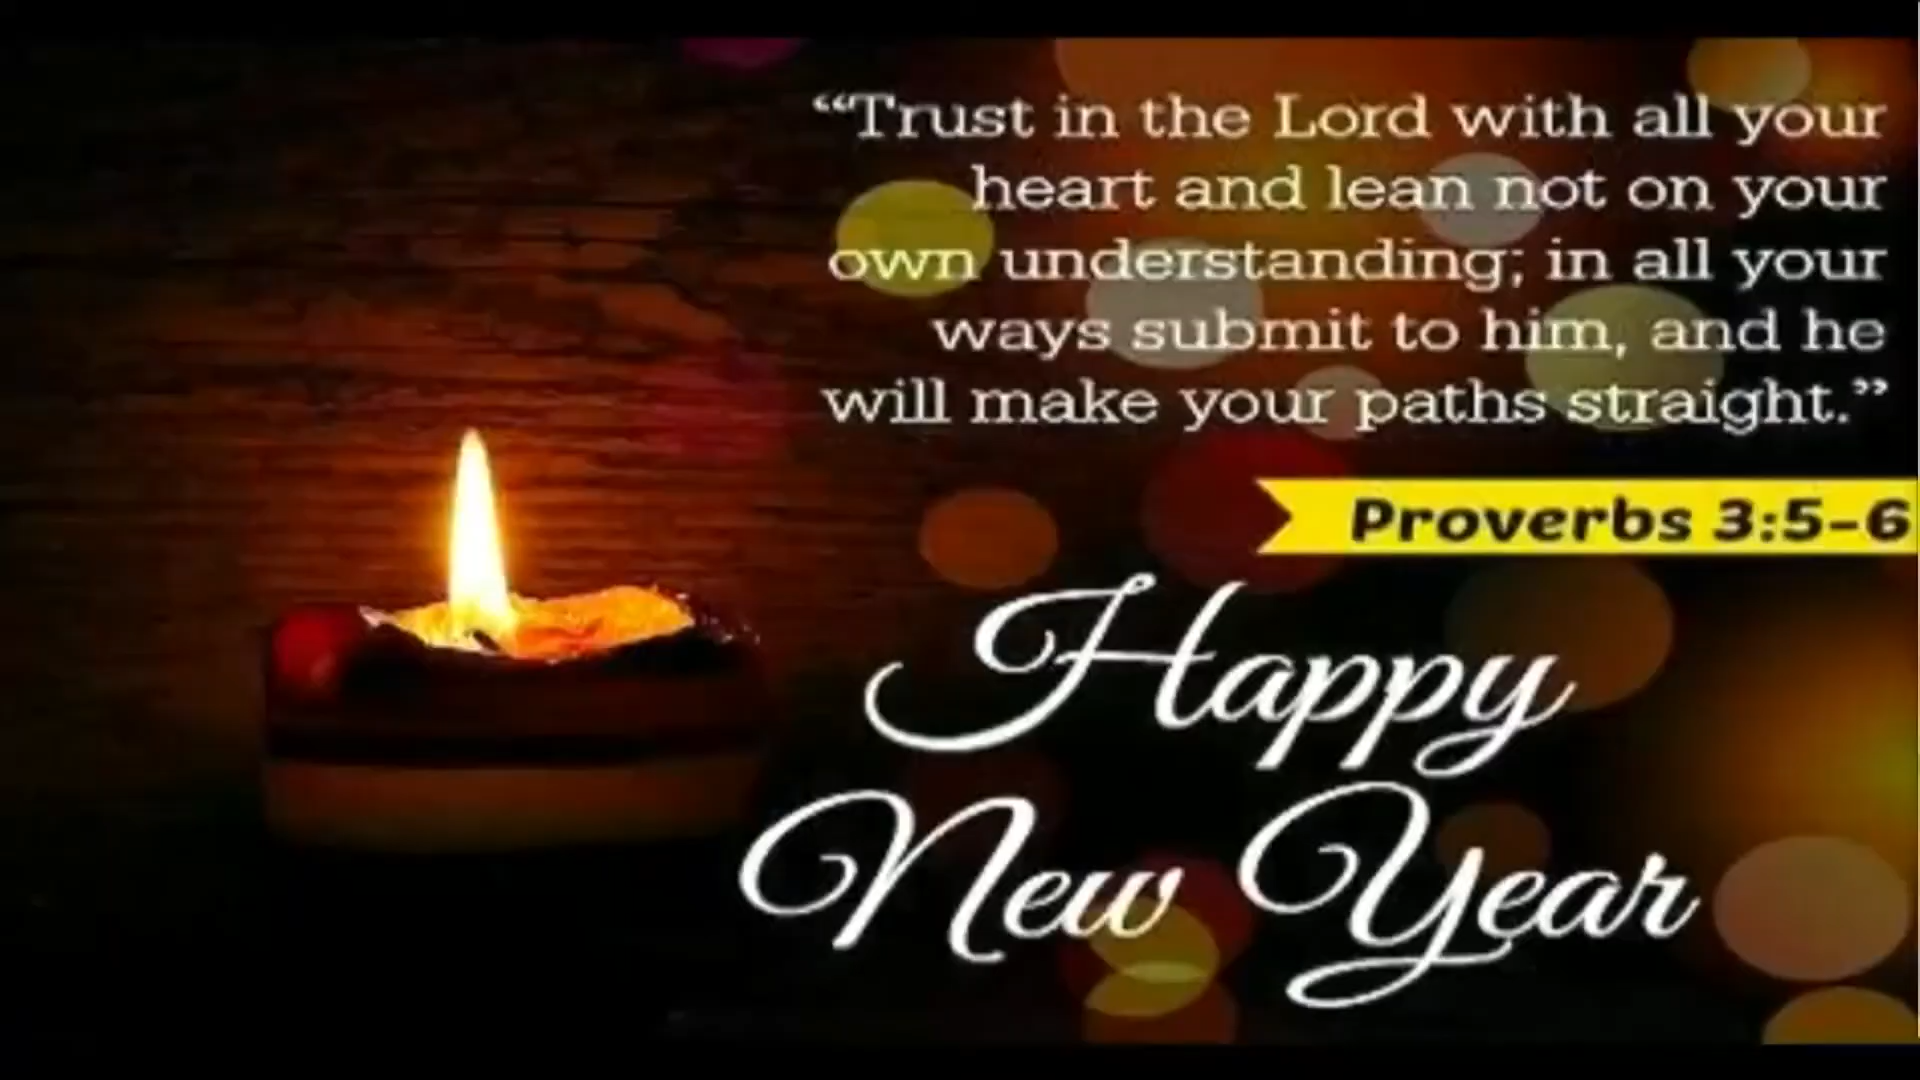 “Trust in the Lord with all your
heart and lean not on your
own understanding; in all your
ways submit to him, and he
will make your paths straight.”
Proverbs 3:5-6
Happy
New Year